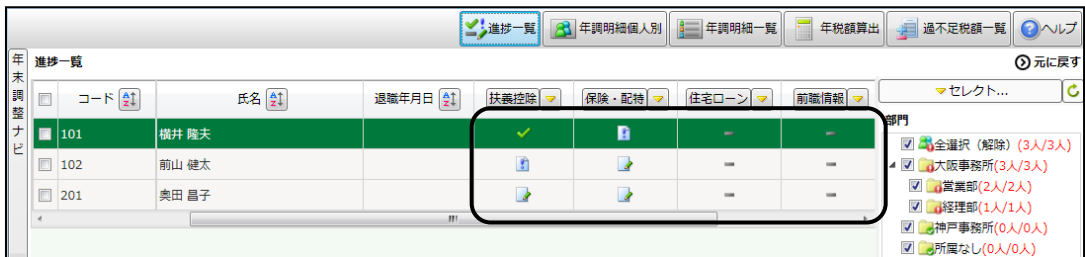 進捗一覧 年調明細個人別 年調明細一覧 年税額算出 過不足税額一覧 ヘルプ
年末調整ナビ
進捗一覧 元に戻す
コード 氏名 退職年月日 扶養控除 保険・配特 住宅ローン 前職情報
101 横井 隆夫
102 前山 健太
201 奥田 昌子
セレクト...
部門
全選択（解除）(3人/3人)
大阪事務所(3人/3人)
営業部(2人/2人)
経理部(1人/1人)
神戸事務所(0人/0人)
所属なし(0人/0人)